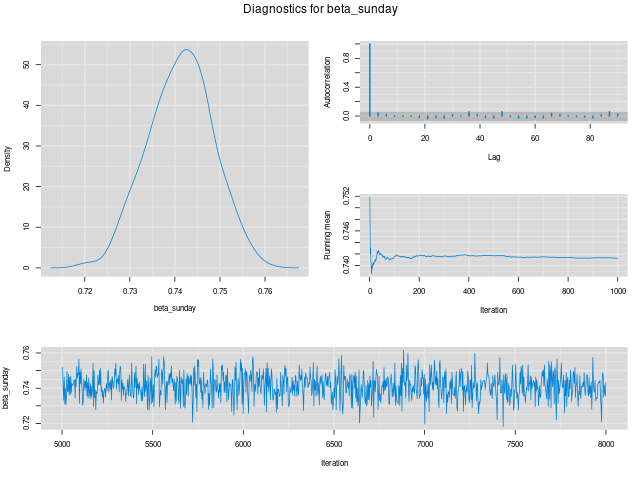 Diagnostics for beta_sunday
Density
0 10 20 30 40 50
0.72 0.73 0.74 0.75 0.76
beta_sunday
Autocorrelation
0.0 0.4 0.8
0 20 40 60 80
Lag
Running mean
0.740 0.746 0.752
0 200 400 600 800 1000
Iteration
beta_sunday
0.72 0.74 0.76
5000 5500 6000 6500 7000 7500 8000
Iteration